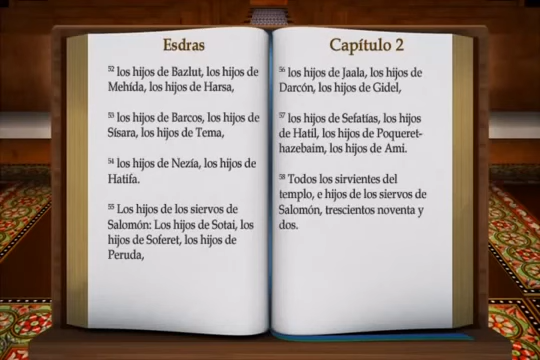 Esdras
52 los hijos de Bazlut, los hijos de
Mehída, los hijos de Harsa,
53 los hijos de Barcos, los hijos de
Sísara, los hijos de Tema,
54 los hijos de Nezía, los hijos de
Hatifa.
55 Los hijos de los siervos de
Salomón: Los hijos de Sotai, los
hijos de Soferet, los hijos de
Peruda,
Capítulo 2
56 los hijos de Jaala, los hijos de
Darcón, los hijos de Gidel,
57 los hijos de Sefatías, los hijos
de Hatil, los hijos de Poqueret-
hazebaim, los hijos de Ami.
58 Todos los sirvientes del
templo, e hijos de los siervos de
Salomón, trescientos noventa y
dos.